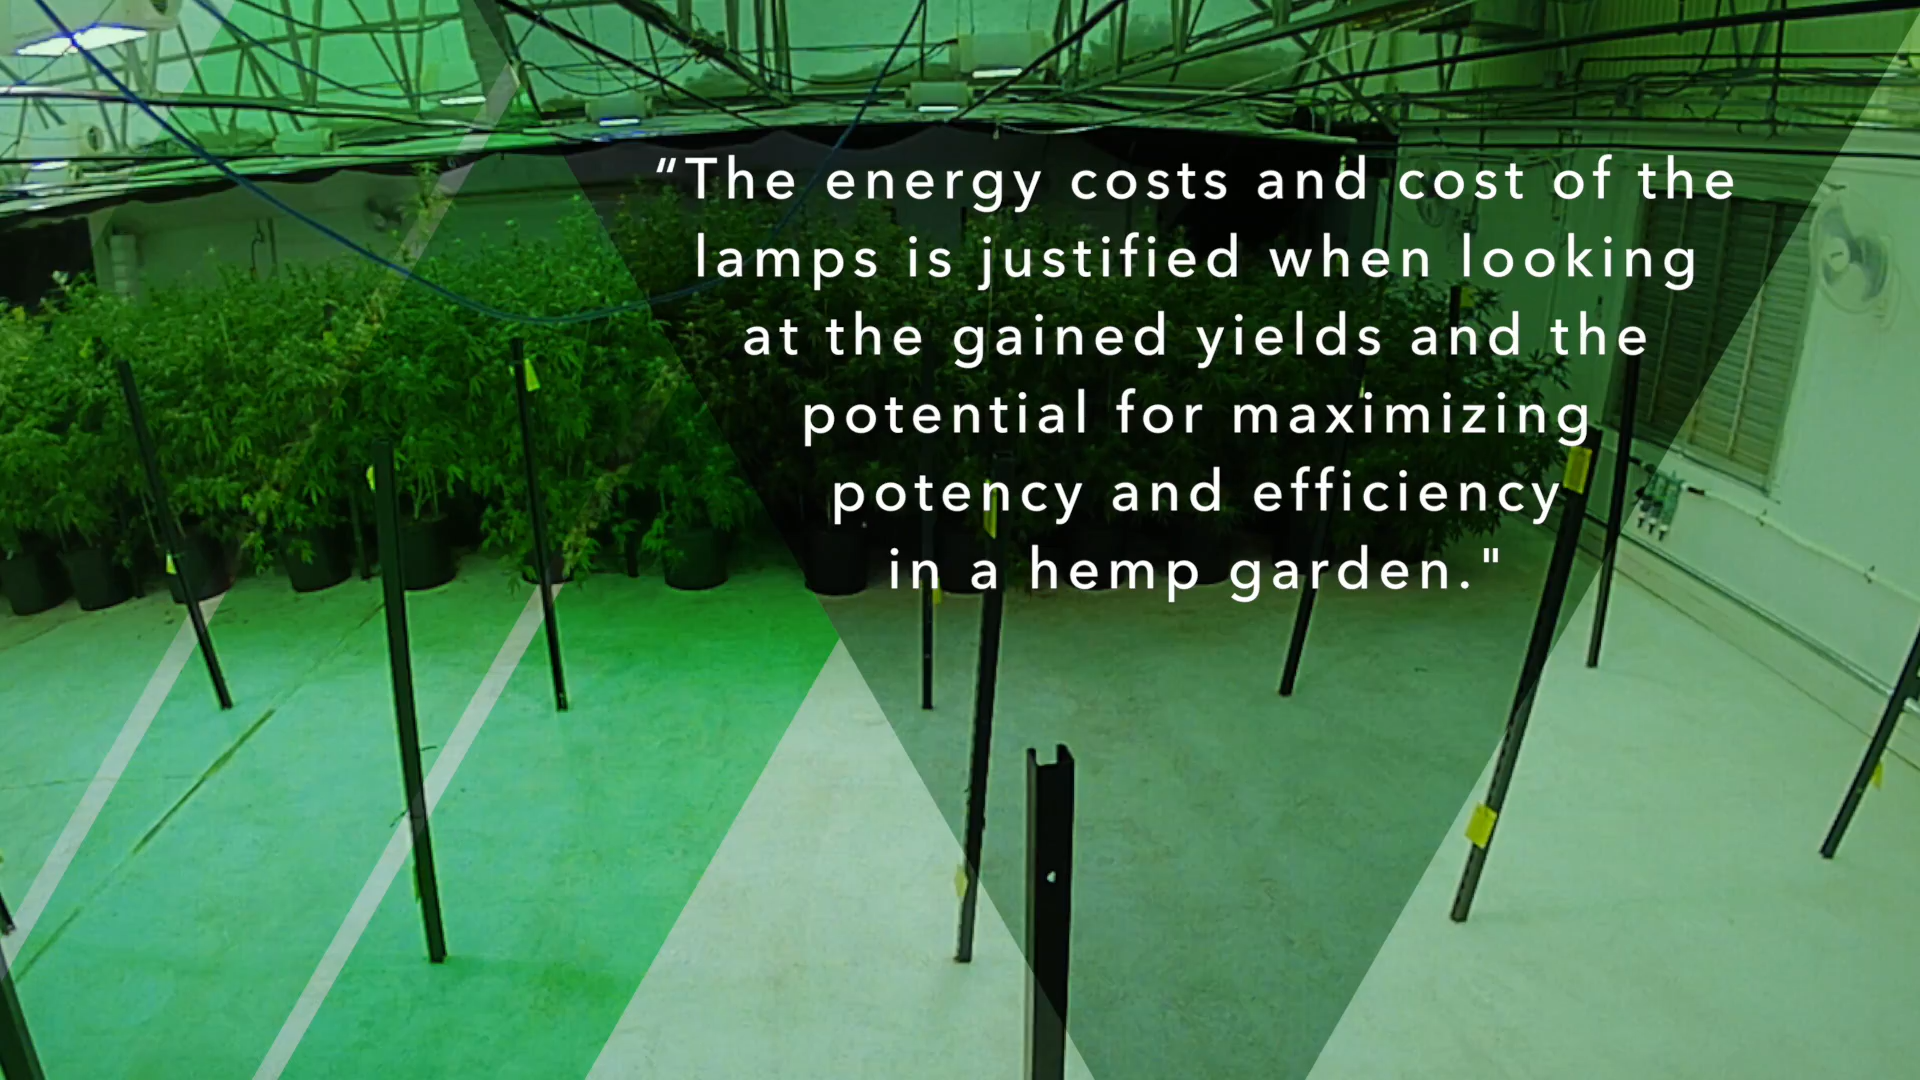 “The energy costs and cost of the
lamps is justified when looking
at the gained yields and the
potential for maximizing
potency and efficiency
in a hemp garden."